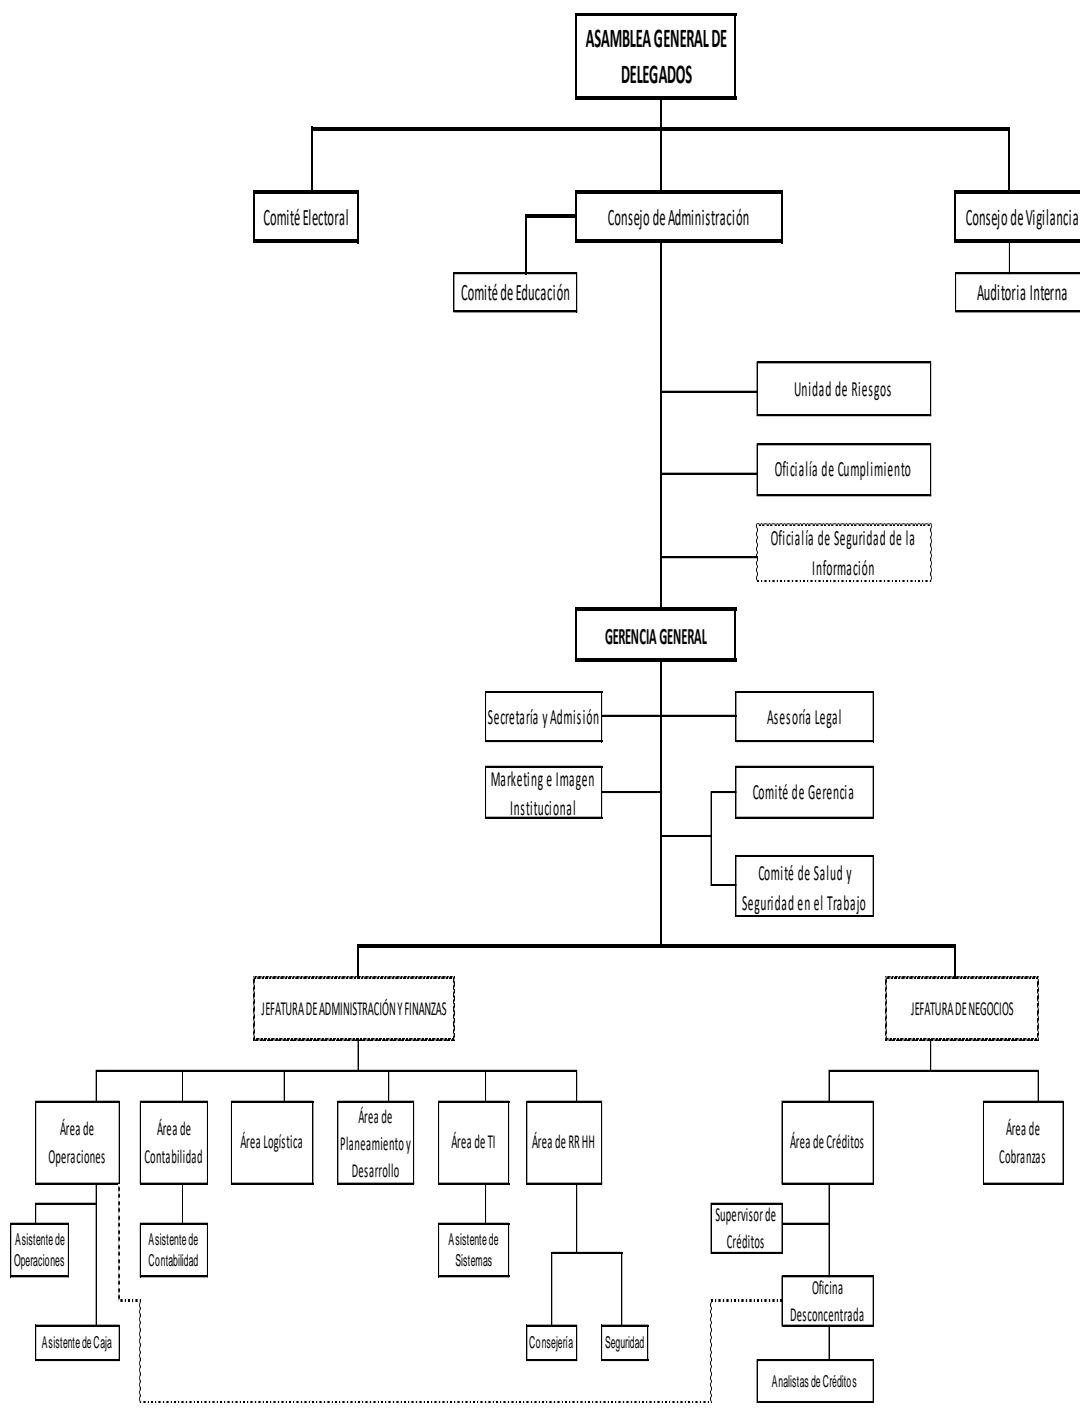 ASAMBLEA GENERAL DE
DELEGADOS
Comité Electoral
Consejo de Administración
Consejo de Vigilancia
Comité de Educación
Auditoria Interna
Unidad de Riesgos
Oficialía de Cumplimiento
Oficialía de Seguridad de la
Información
GERENCIA GENERAL
Secretaría y Admisión
Asesoría Legal
Marketing e Imagen
Institucional
Comité de Gerencia
Comité de Salud y
Seguridad en el Trabajo
JEFATURA DE ADMINISTRACIÓN Y FINANZAS
JEFATURA DE NEGOCIOS
Área de
Operaciones
Área de
Contabilidad
Área Logística
Área de
Planeamiento y
Desarrollo
Área de TI
Área de RR HH
Área de Créditos
Área de
Cobranzas
Asistente de
Operaciones
Asistente de
Contabilidad
Asistente de
Sistemas
Supervisor de
Créditos
Oficina
Desconcentrada
Asistente de Caja
Consejería
Seguridad
Analistas de Créditos